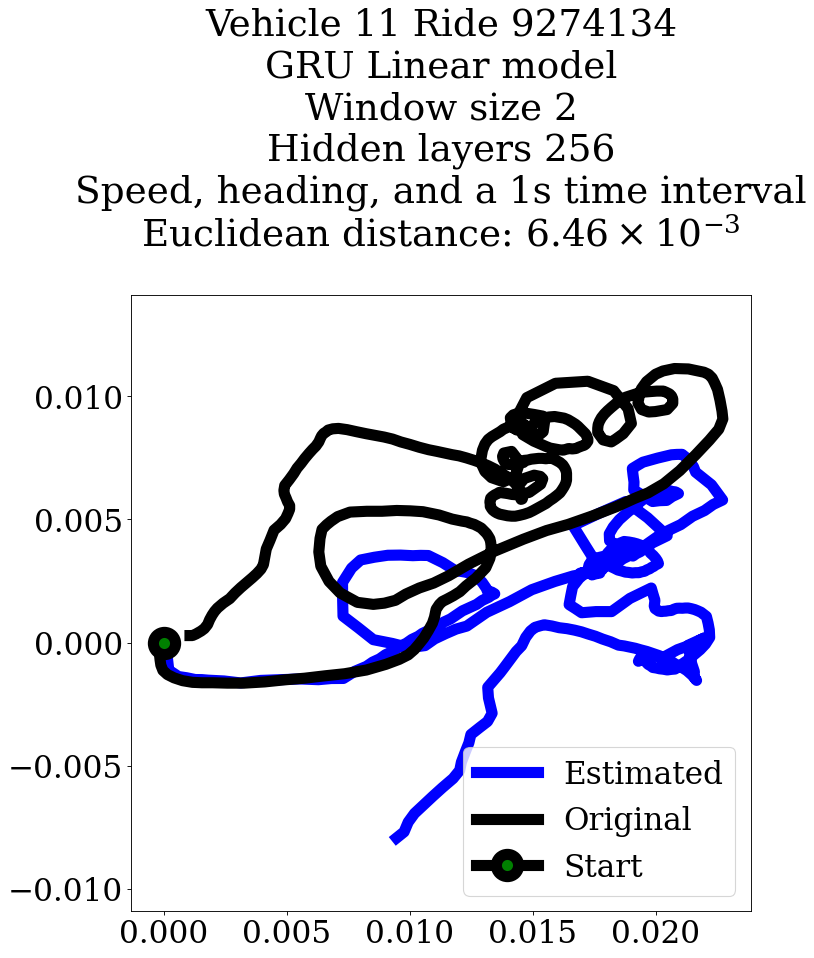 Vehicle 11 Ride 9274134
GRU Linear model
Window size 2
Hidden layers 256
Speed, heading, and a 1s time interval
Euclidean distance: 6.46 × 10⁻³
0.010
0.005
0.000
−0.005
−0.010
Estimated
Original
Start
0.000 0.005 0.010 0.015 0.020